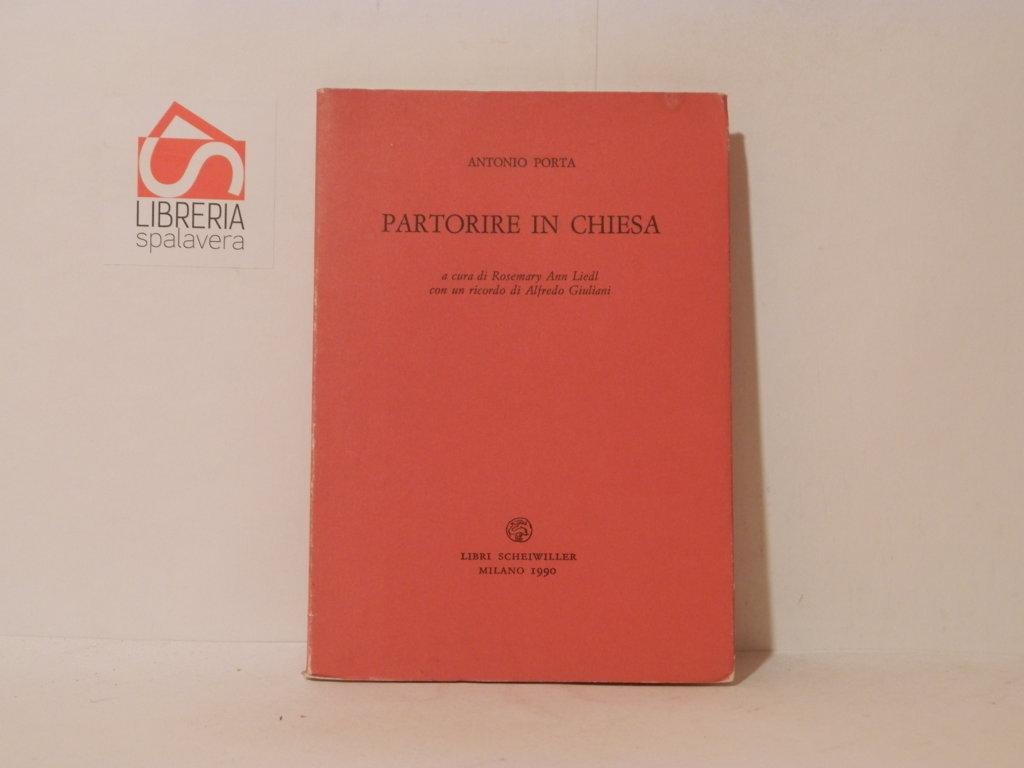 LIBRERIA
spalavera
ANTONIO PORTA
PARTORIRE IN CHIESA
a cura di Rosemary Ann Liedl
con un ricordo di Alfredo Giuliani
LIBRI SCHEIWILLER
MILANO 1990